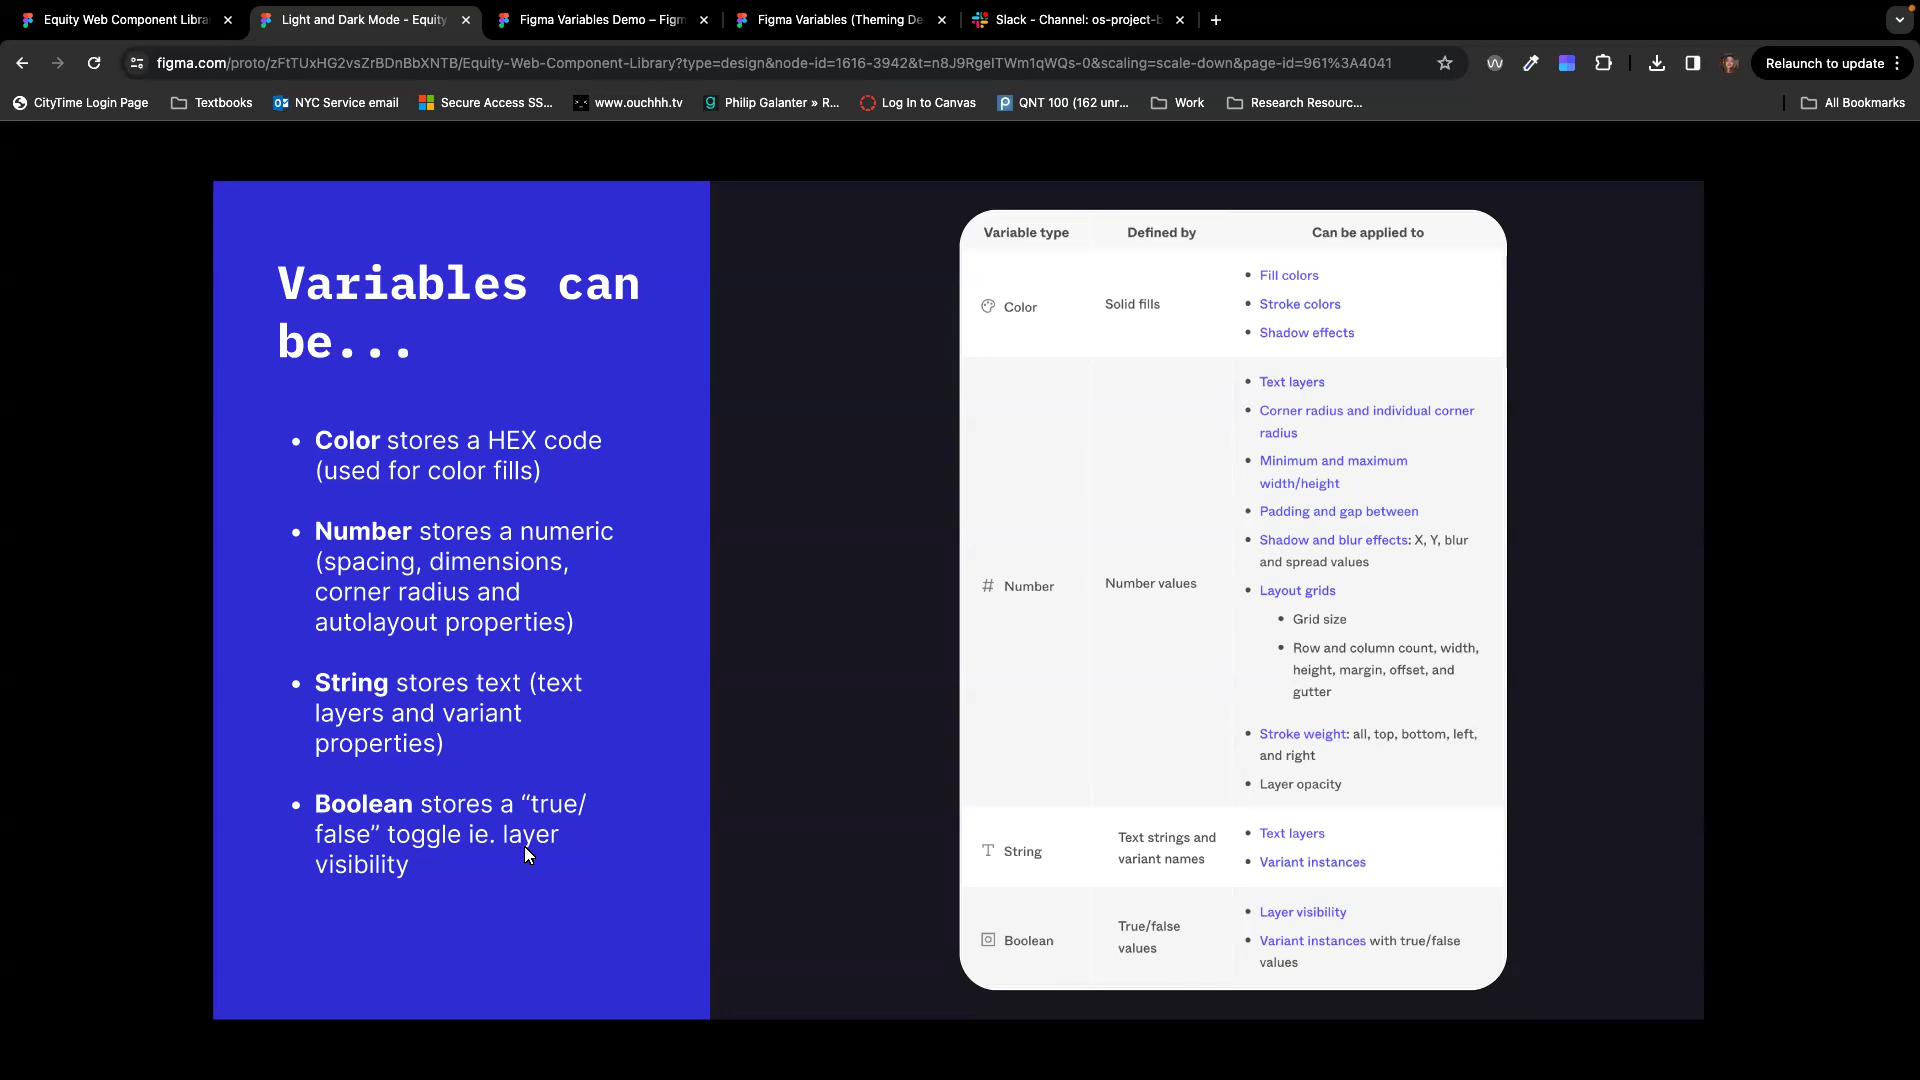 Equity Web Component Libra
Light and Dark Mode - Equity
Figma Variables Demo – Figm
Figma Variables (Theming De
Slack - Channel: os-project-b
figma.com/proto/zFtTUxHG2vsZrBDnBbXNTB/Equity-Web-Component-Library?type=design&node-id=1616-3942&t=n8J9RgeITWm1qWQs-0&scaling=scale-down&page-id=961%3A4041
Relaunch to update
CityTime Login Page
Textbooks
NYC Service email
Secure Access SS...
www.ouchhh.tv
Philip Galanter » R...
Log In to Canvas
QNT 100 (162 unr...
Work
Research Resourc...
All Bookmarks
Variables can
be...
• Color stores a HEX code
(used for color fills)
• Number stores a numeric
(spacing, dimensions,
corner radius and
autolayout properties)
• String stores text (text
layers and variant
properties)
• Boolean stores a “true/
false” toggle ie. layer
visibility
Variable type
Defined by
Can be applied to
Color
Solid fills
• Fill colors
• Stroke colors
• Shadow effects
# Number
Number values
• Text layers
• Corner radius and individual corner
radius
• Minimum and maximum
width/height
• Padding and gap between
• Shadow and blur effects: X, Y, blur
and spread values
• Layout grids
• Grid size
• Row and column count, width,
height, margin, offset, and
gutter
• Stroke weight: all, top, bottom, left,
and right
• Layer opacity
T String
Text strings and
variant names
• Text layers
• Variant instances
Boolean
True/false
values
• Layer visibility
• Variant instances with true/false
values